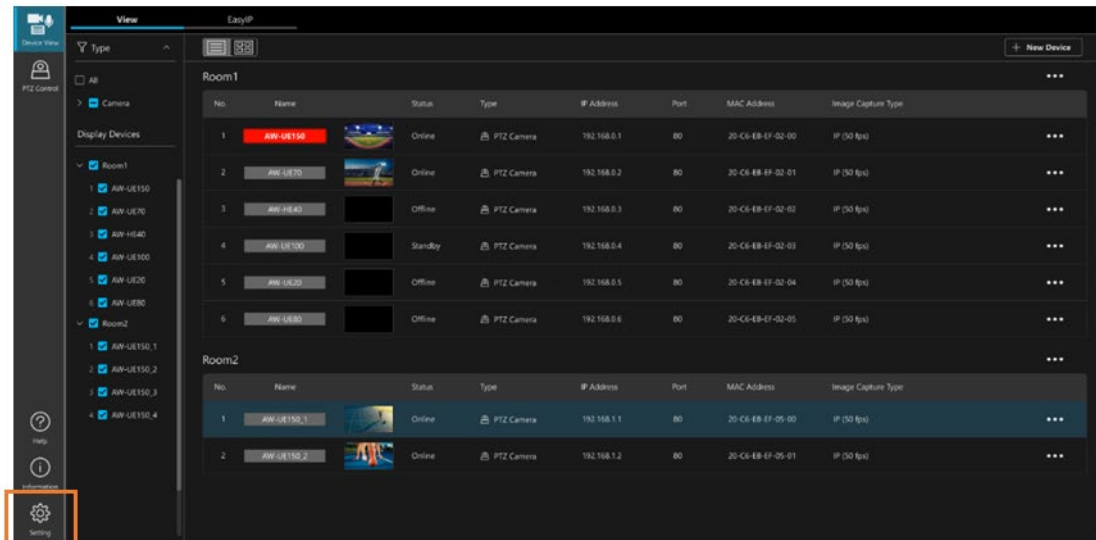 View EasyIP
Device View
PTZ Control
Help
Information
Setting
Type
All
Camera
Display Devices
Room1
1 AW-UE150
2 AW-UE70
3 AW-HE40
4 AW-UE100
5 AW-UE20
6 AW-UE80
Room2
1 AW-UE150_1
2 AW-UE150_2
3 AW-UE150_3
4 AW-UE150_4
+ New Device
Room1
No. Name Status Type IP Address Port MAC Address Image Capture Type
1 AW-UE150 Online PTZ Camera 192.168.0.1 80 20-C6-EB-EF-02-00 IP (50 fps)
2 AW-UE70 Online PTZ Camera 192.168.0.2 80 20-C6-EB-EF-02-01 IP (50 fps)
3 AW-HE40 Offline PTZ Camera 192.168.0.3 80 20-C6-EB-EF-02-02 IP (50 fps)
4 AW-UE100 Standby PTZ Camera 192.168.0.4 80 20-C6-EB-EF-02-03 IP (50 fps)
5 AW-UE20 Offline PTZ Camera 192.168.0.5 80 20-C6-EB-EF-02-04 IP (50 fps)
6 AW-UE80 Offline PTZ Camera 192.168.0.6 80 20-C6-EB-EF-02-05 IP (50 fps)
Room2
No. Name Status Type IP Address Port MAC Address Image Capture Type
1 AW-UE150_1 Online PTZ Camera 192.168.1.1 80 20-C6-EB-EF-05-00 IP (50 fps)
2 AW-UE150_2 Online PTZ Camera 192.168.1.2 80 20-C6-EB-EF-05-01 IP (50 fps)